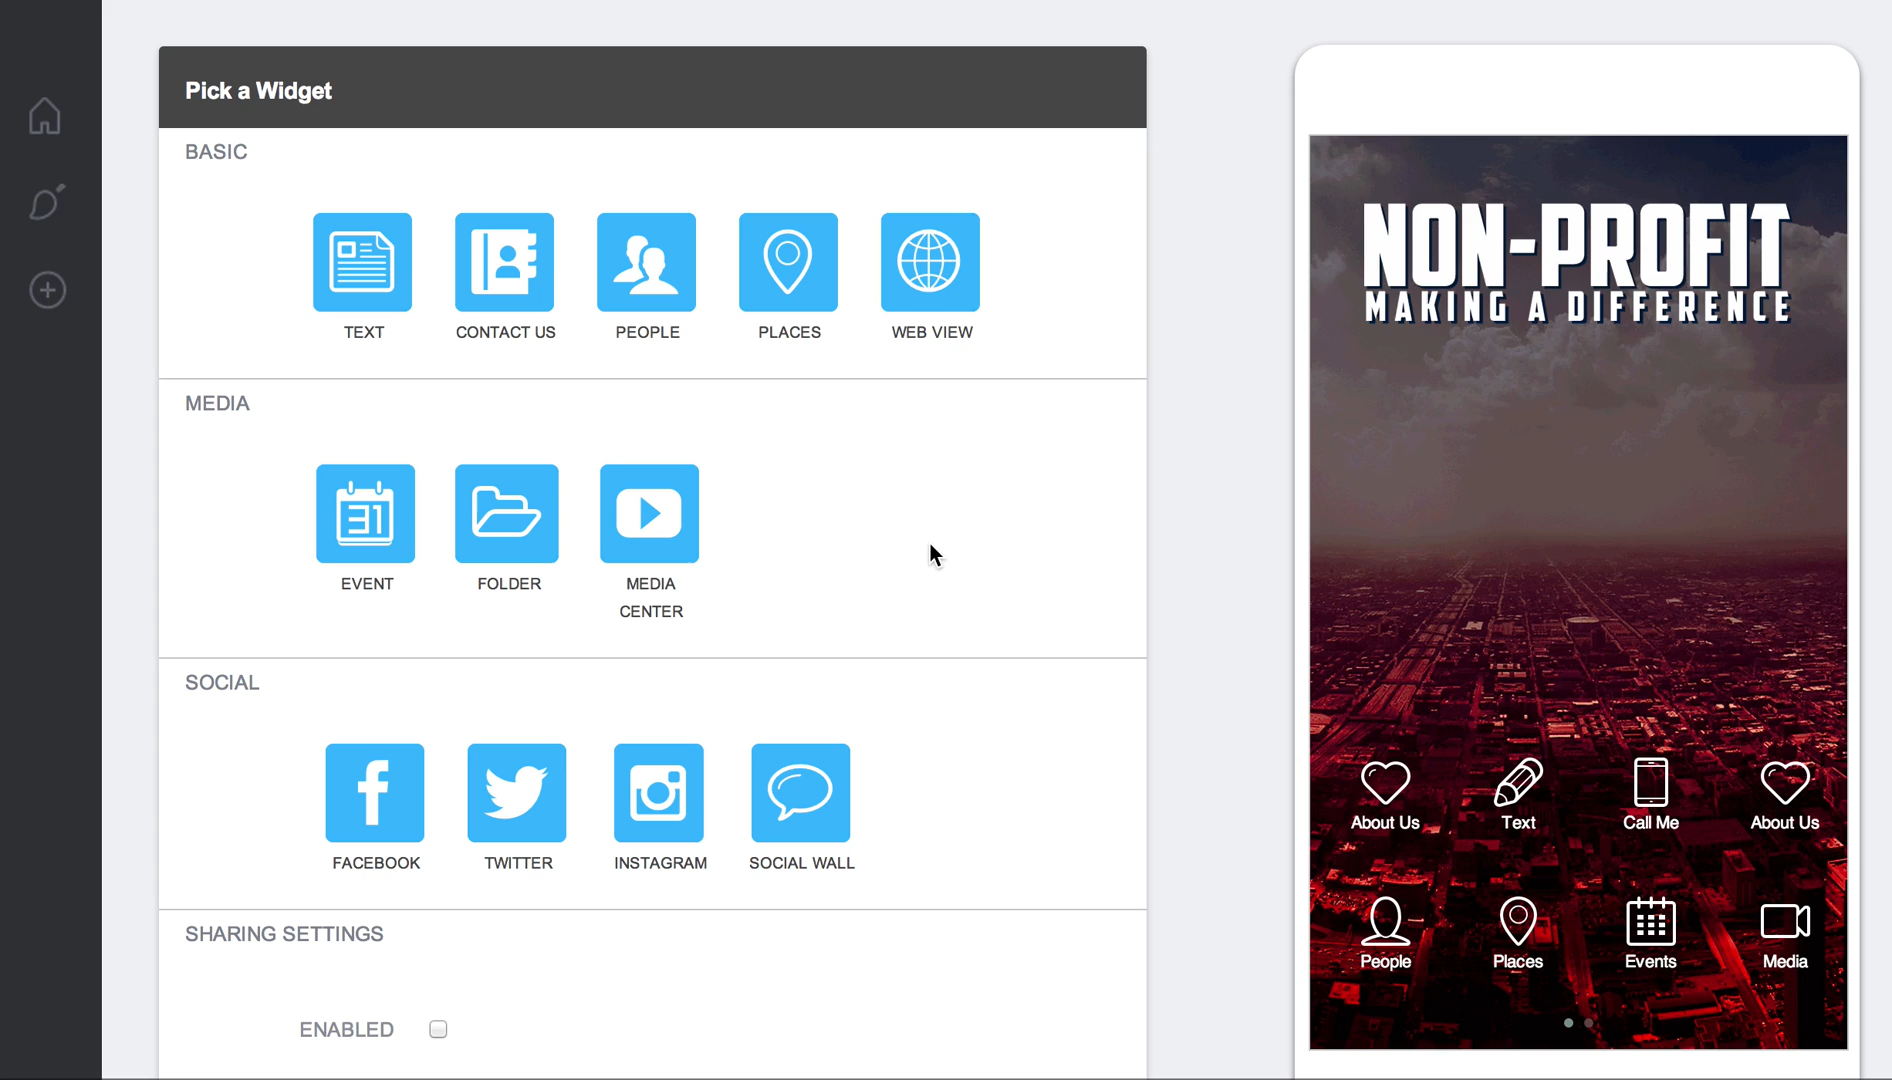 Pick a Widget
BASIC
TEXT
CONTACT US
PEOPLE
PLACES
WEB VIEW
MEDIA
31
EVENT
FOLDER
MEDIA
CENTER
SOCIAL
FACEBOOK
TWITTER
INSTAGRAM
SOCIAL WALL
SHARING SETTINGS
ENABLED
NON-PROFIT
MAKING A DIFFERENCE
About Us
Text
Call Me
About Us
People
Places
Events
Media